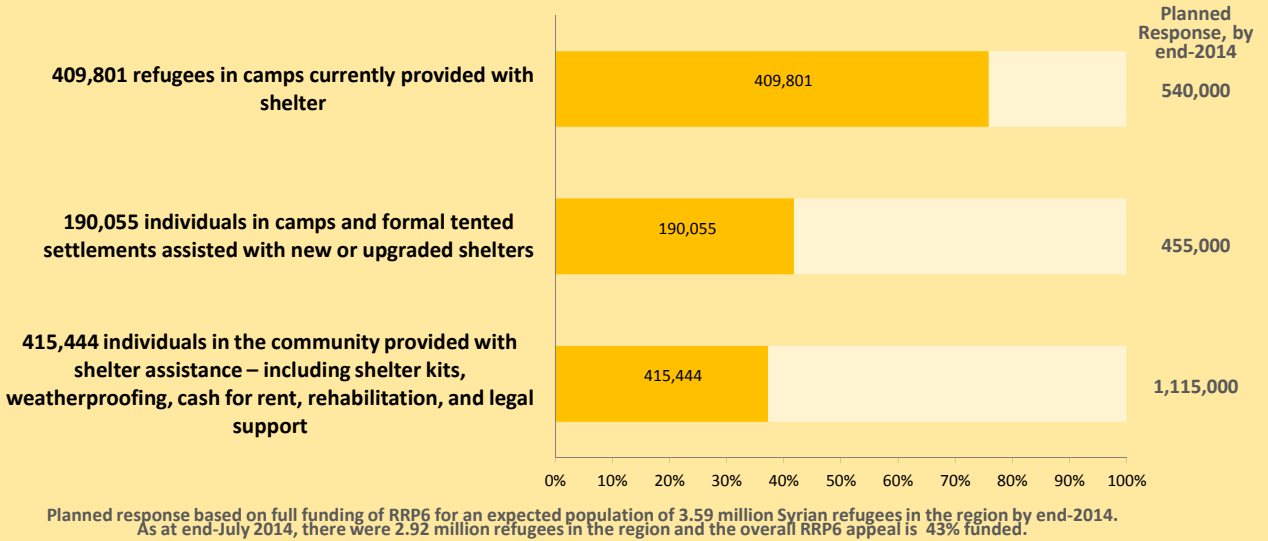 Planned
Response, by
end-2014
409,801 refugees in camps currently provided with
shelter
409,801
540,000
190,055 individuals in camps and formal tented
settlements assisted with new or upgraded shelters
190,055
455,000
415,444 individuals in the community provided with
shelter assistance – including shelter kits,
weatherproofing, cash for rent, rehabilitation, and legal
support
415,444
1,115,000
0% 10% 20% 30% 40% 50% 60% 70% 80% 90% 100%
Planned response based on full funding of RRP6 for an expected population of 3.59 million Syrian refugees in the region by end-2014.
As at end-July 2014, there were 2.92 million refugees in the region and the overall RRP6 appeal is 43% funded.